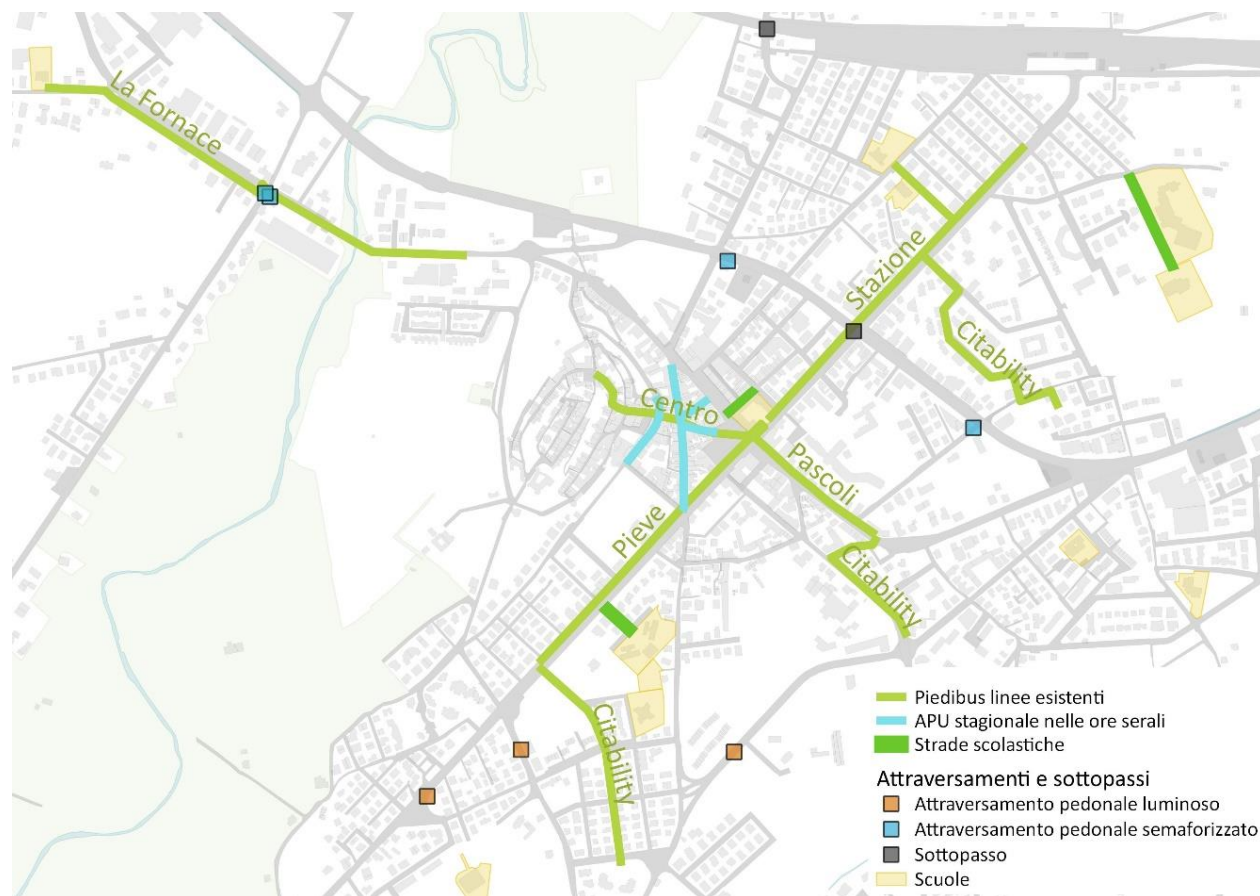 La Fornace
Stazione
Citability
Centro
Pascoli
Pieve
Citability
Citability
Piedibus linee esistenti
APU stagionale nelle ore serali
Strade scolastiche
Attraversamenti e sottopassi
Attraversamento pedonale luminoso
Attraversamento pedonale semaforizzato
Sottopasso
Scuole